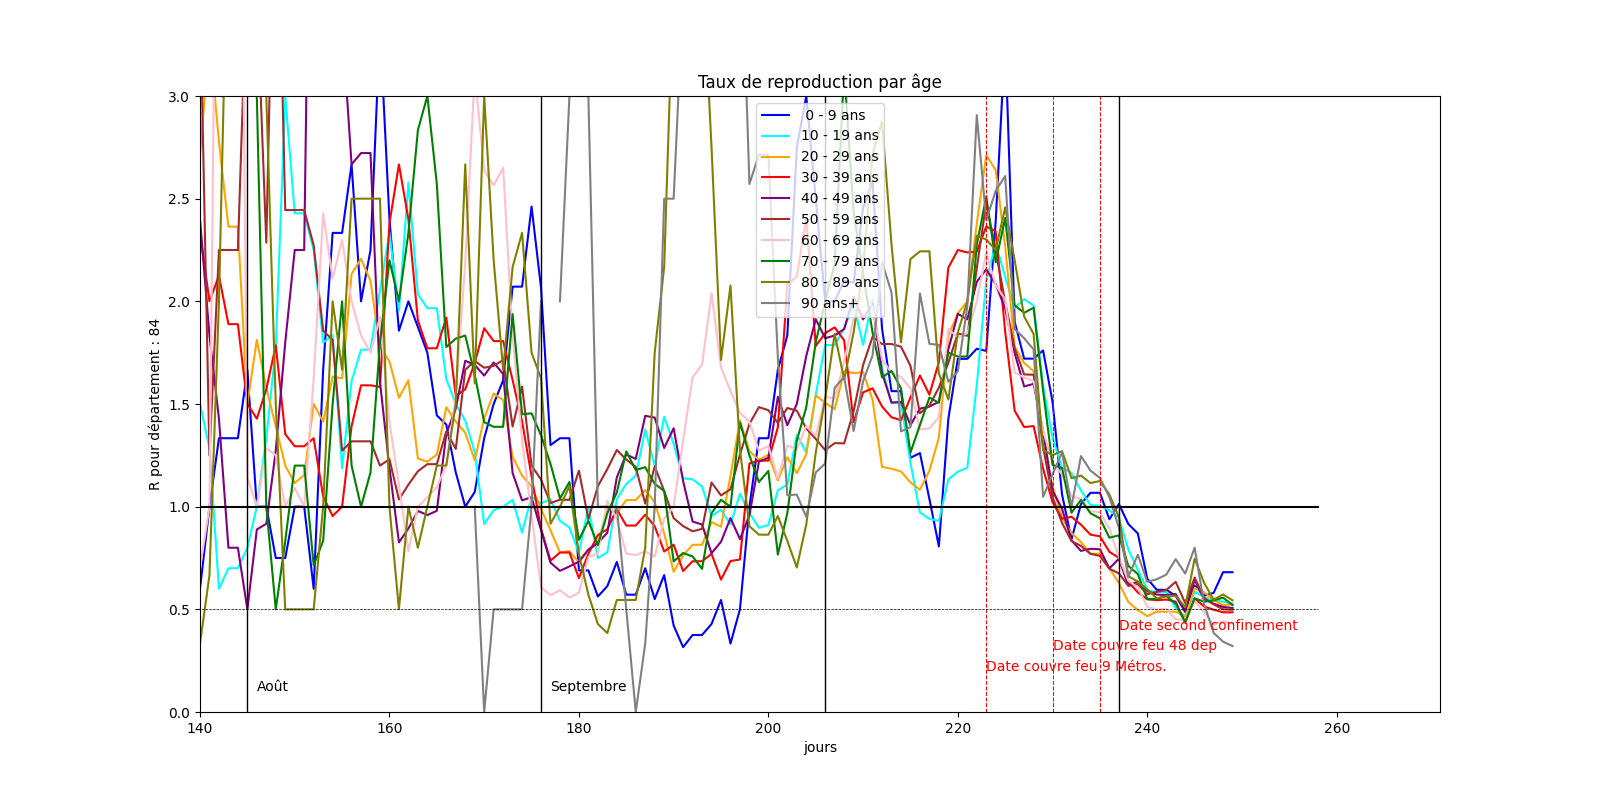 Taux de reproduction par âge
3.0
2.5
2.0
1.5
1.0
0.5
0.0
R pour département : 84
0 - 9 ans
10 - 19 ans
20 - 29 ans
30 - 39 ans
40 - 49 ans
50 - 59 ans
60 - 69 ans
70 - 79 ans
80 - 89 ans
90 ans+
Date second confinement
Date couvre feu 48 dep
Date couvre feu 9 Métros.
Août
Septembre
140
160
180
200
220
240
260
jours